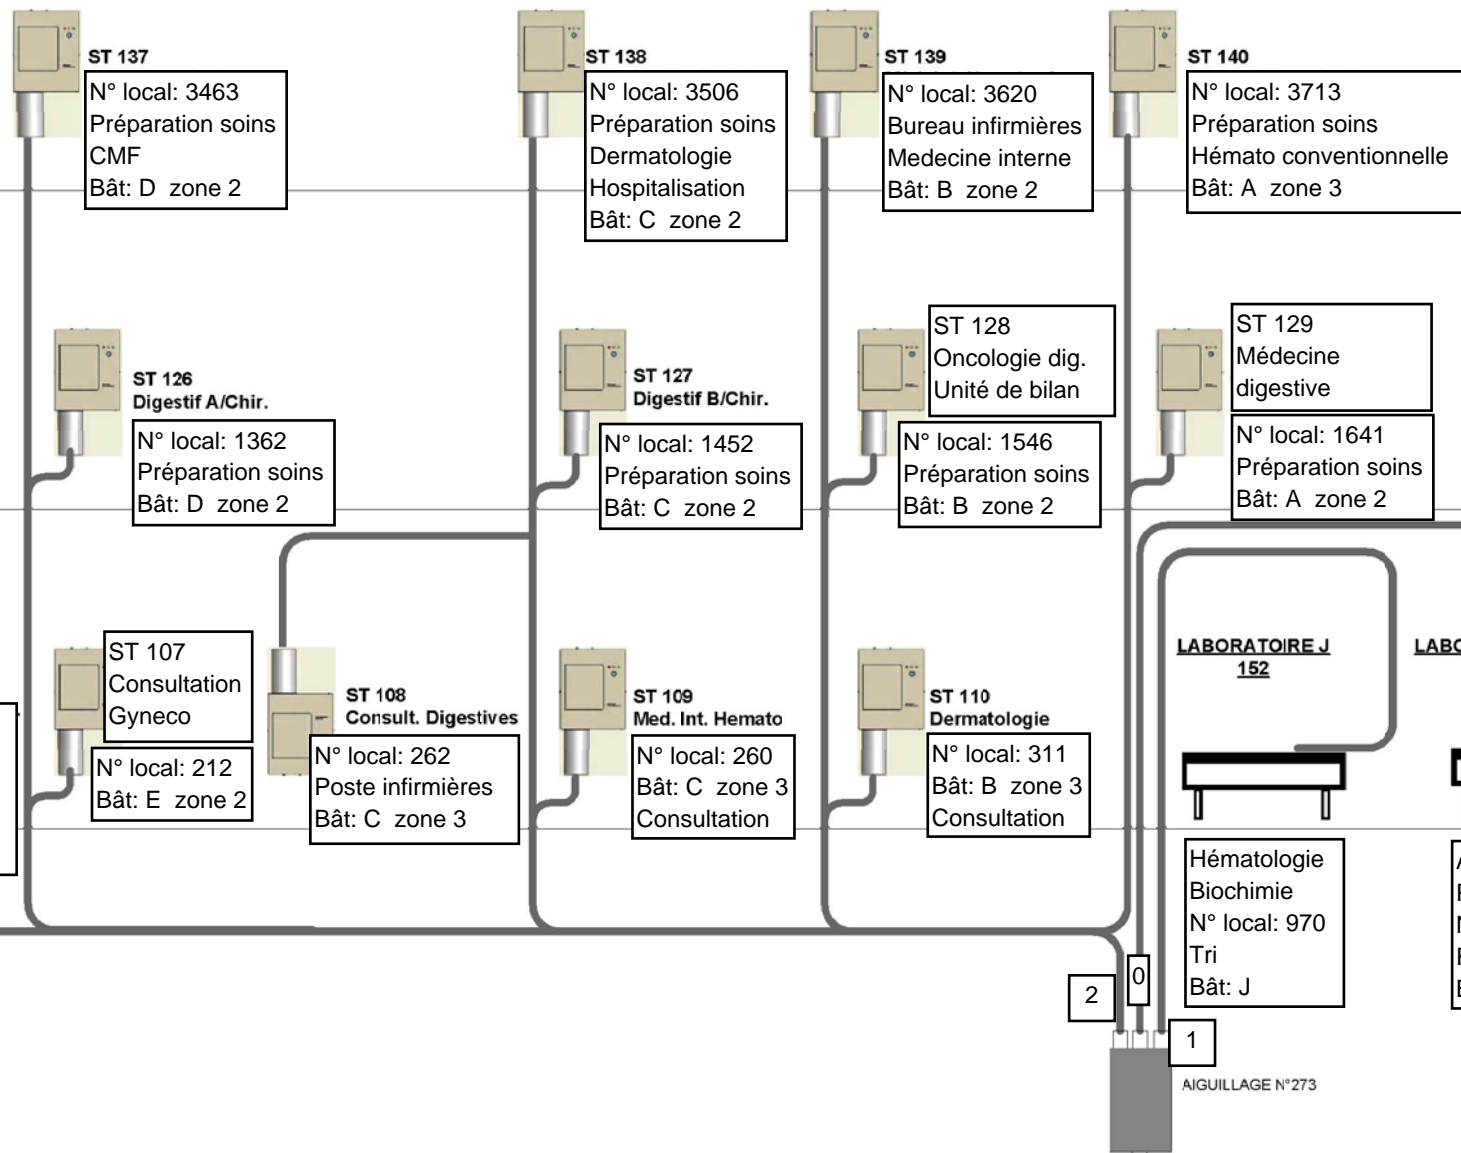 ST 137
N° local: 3463
Préparation soins
CMF
Bât: D  zone 2
ST 138
N° local: 3506
Préparation soins
Dermatologie
Hospitalisation
Bât: C  zone 2
ST 139
N° local: 3620
Bureau infirmières
Medecine interne
Bât: B  zone 2
ST 140
N° local: 3713
Préparation soins
Hémato conventionnelle
Bât: A  zone 3
ST 126
Digestif A/Chir.
N° local: 1362
Préparation soins
Bât: D  zone 2
ST 127
Digestif B/Chir.
N° local: 1452
Préparation soins
Bât: C  zone 2
ST 128
Oncologie dig.
Unité de bilan
N° local: 1546
Préparation soins
Bât: B  zone 2
ST 129
Médecine
digestive
N° local: 1641
Préparation soins
Bât: A  zone 2
ST 107
Consultation
Gyneco
N° local: 212
Bât: E  zone 2
ST 108
Consult. Digestives
N° local: 262
Poste infirmières
Bât: C  zone 3
ST 109
Med. Int. Hemato
N° local: 260
Bât: C  zone 3
Consultation
ST 110
Dermatologie
N° local: 311
Bât: B  zone 3
Consultation
LABORATOIRE J
152
LABO
Hématologie
Biochimie
N° local: 970
Tri
Bât: J
2
0
1
AIGUILLAGE N°273